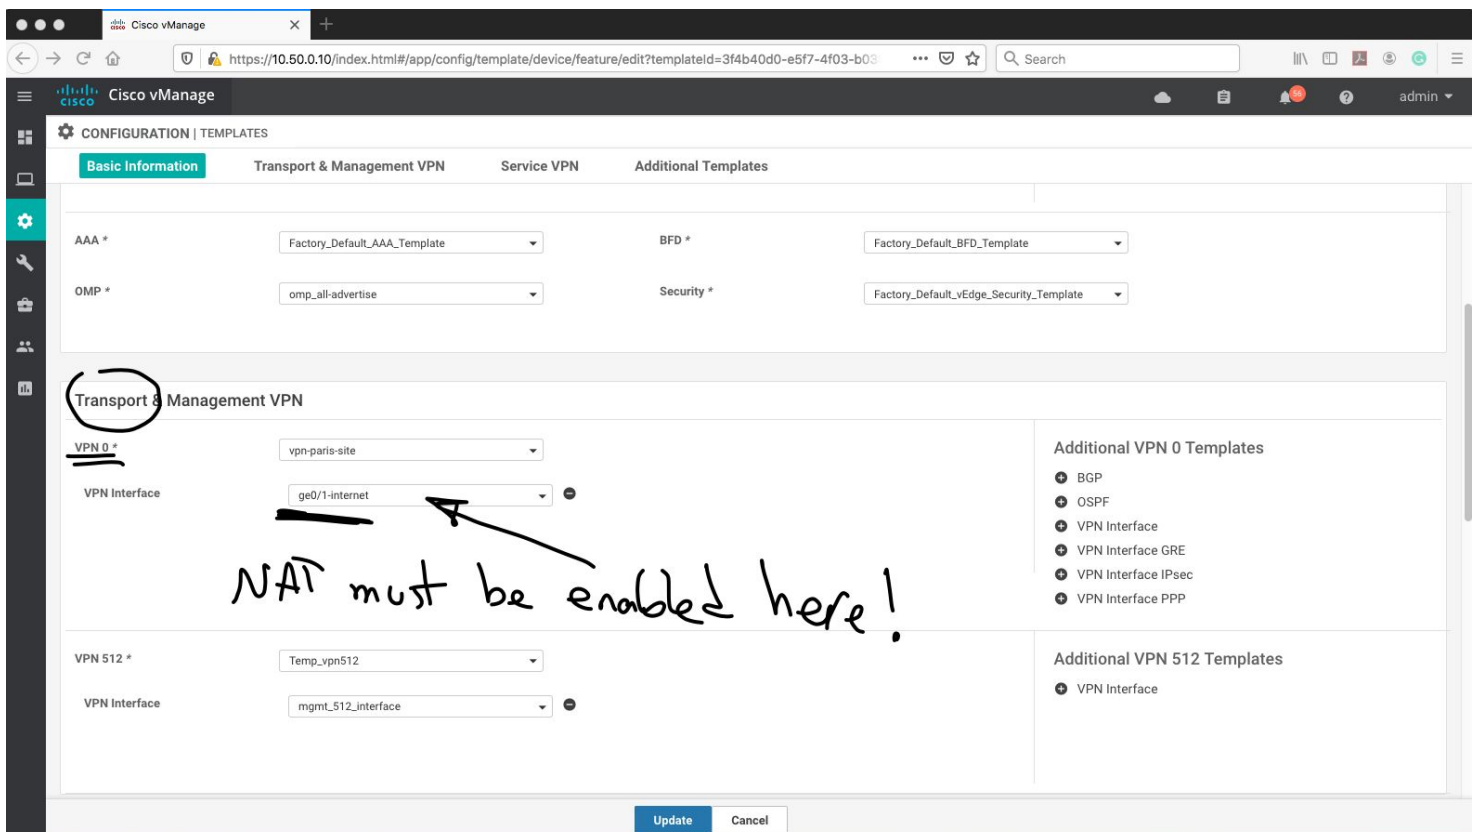 Cisco vManage
https://10.50.0.10/index.html#/app/config/template/device/feature/edit?templateId=3f4b40d0-e5f7-4f03-b03
Search
Cisco vManage
56
admin
CONFIGURATION | TEMPLATES
Basic Information
Transport & Management VPN
Service VPN
Additional Templates
AAA *
Factory_Default_AAA_Template
BFD *
Factory_Default_BFD_Template
OMP *
omp_all-advertise
Security *
Factory_Default_vEdge_Security_Template
Transport & Management VPN
VPN 0 *
vpn-paris-site
VPN Interface
ge0/1-internet
NAT must be enabled here!
Additional VPN 0 Templates
BGP
OSPF
VPN Interface
VPN Interface GRE
VPN Interface IPsec
VPN Interface PPP
VPN 512 *
Temp_vpn512
VPN Interface
mgmt_512_interface
Additional VPN 512 Templates
VPN Interface
Update
Cancel